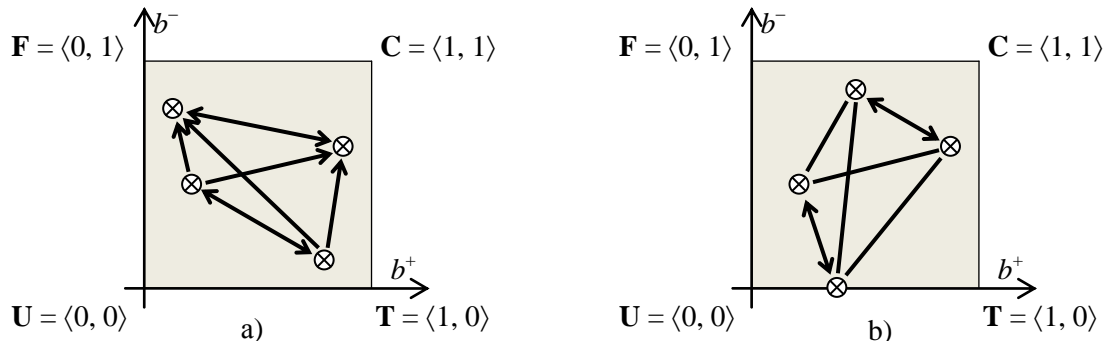 b⁻ b⁻
F = ⟨0, 1⟩ C = ⟨1, 1⟩ F = ⟨0, 1⟩ C = ⟨1, 1⟩
b⁺ b⁺
U = ⟨0, 0⟩ T = ⟨1, 0⟩ U = ⟨0, 0⟩ T = ⟨1, 0⟩
a) b)